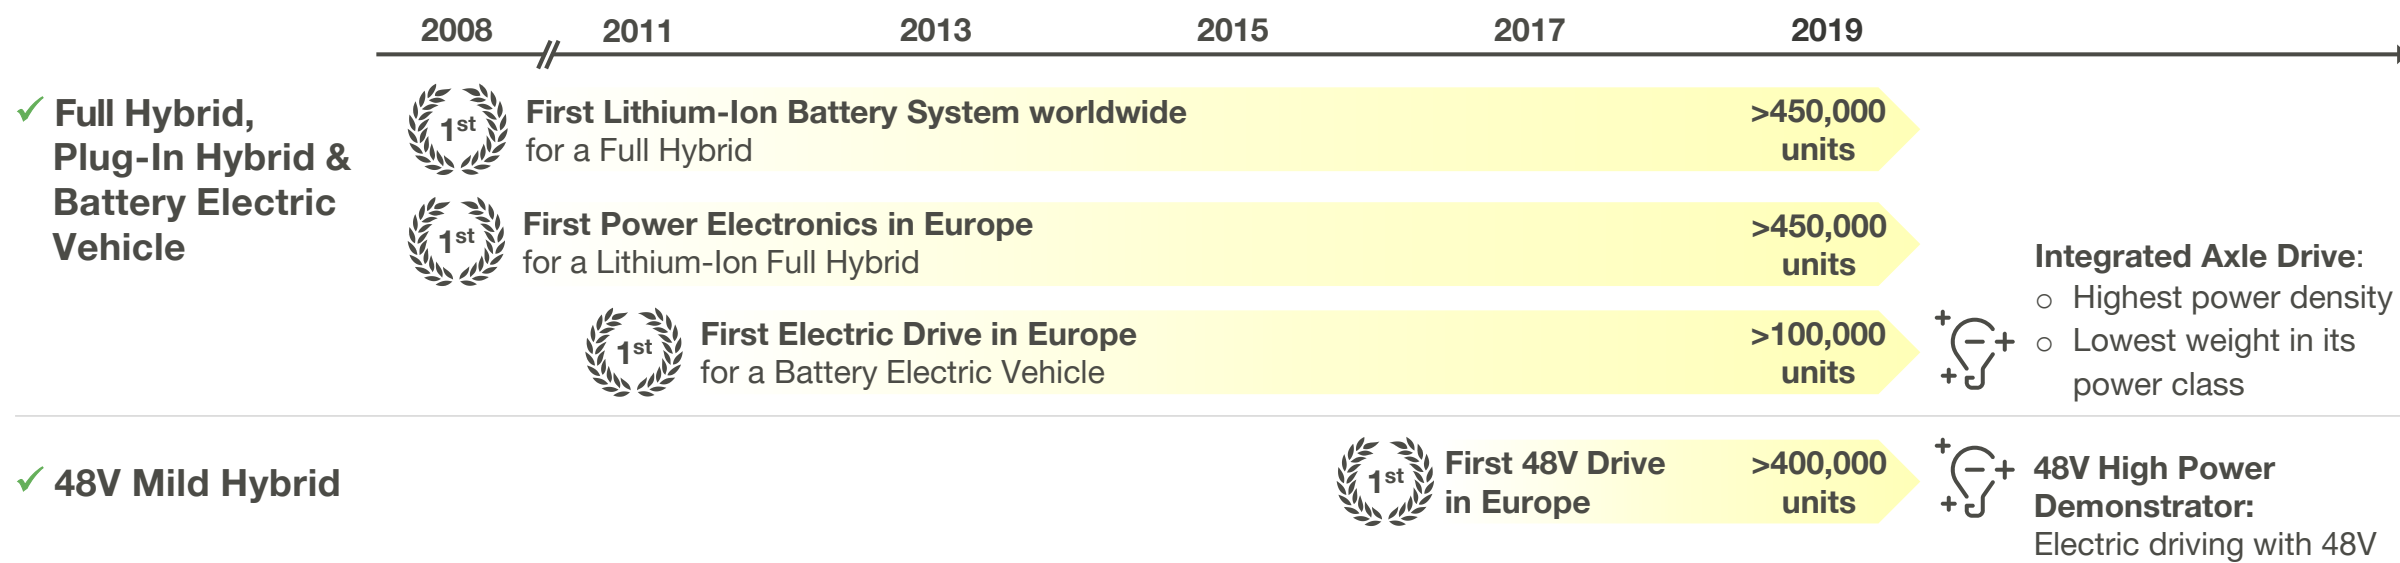 2008 2011 2013 2015 2017 2019
✓ Full Hybrid,
Plug-In Hybrid &
Battery Electric
Vehicle
1st
First Lithium-Ion Battery System worldwide
for a Full Hybrid
>450,000
units
1st
First Power Electronics in Europe
for a Lithium-Ion Full Hybrid
>450,000
units
1st
First Electric Drive in Europe
for a Battery Electric Vehicle
>100,000
units
Integrated Axle Drive:
○ Highest power density
○ Lowest weight in its
power class
✓ 48V Mild Hybrid
1st
First 48V Drive
in Europe
>400,000
units
48V High Power
Demonstrator:
Electric driving with 48V